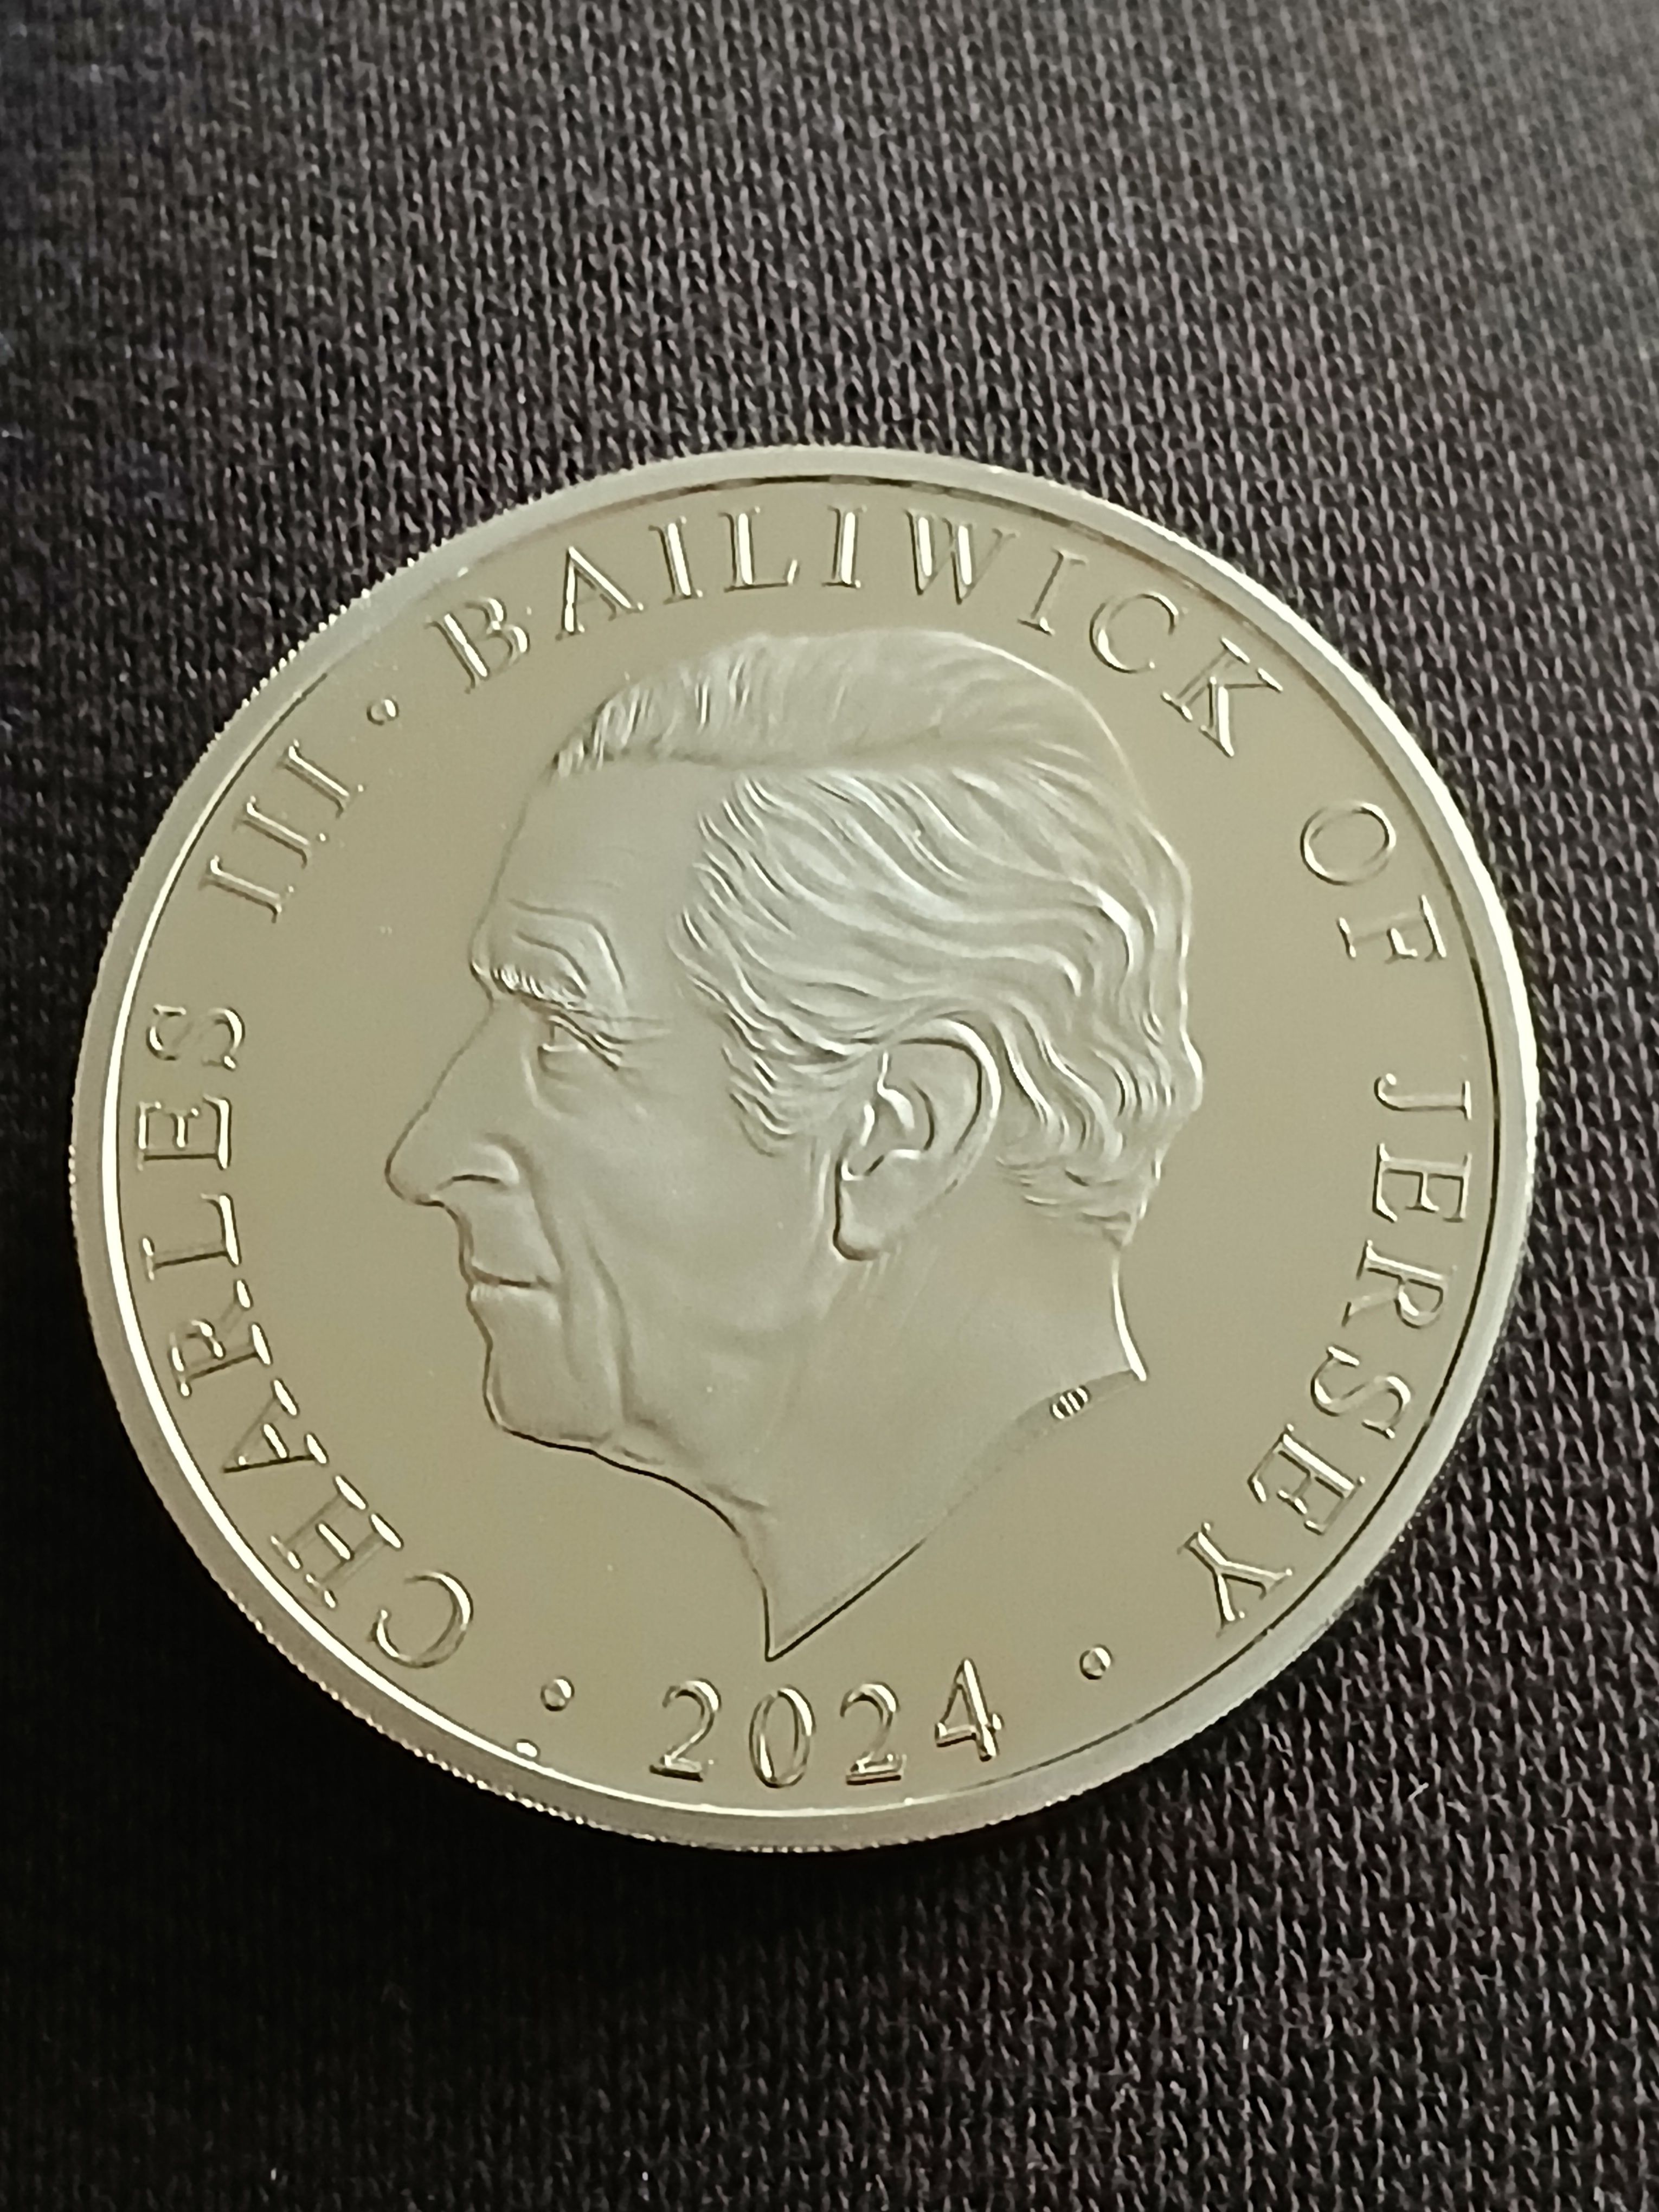 CHARLES III · BAILIWICK OF JERSEY
· 2024 ·